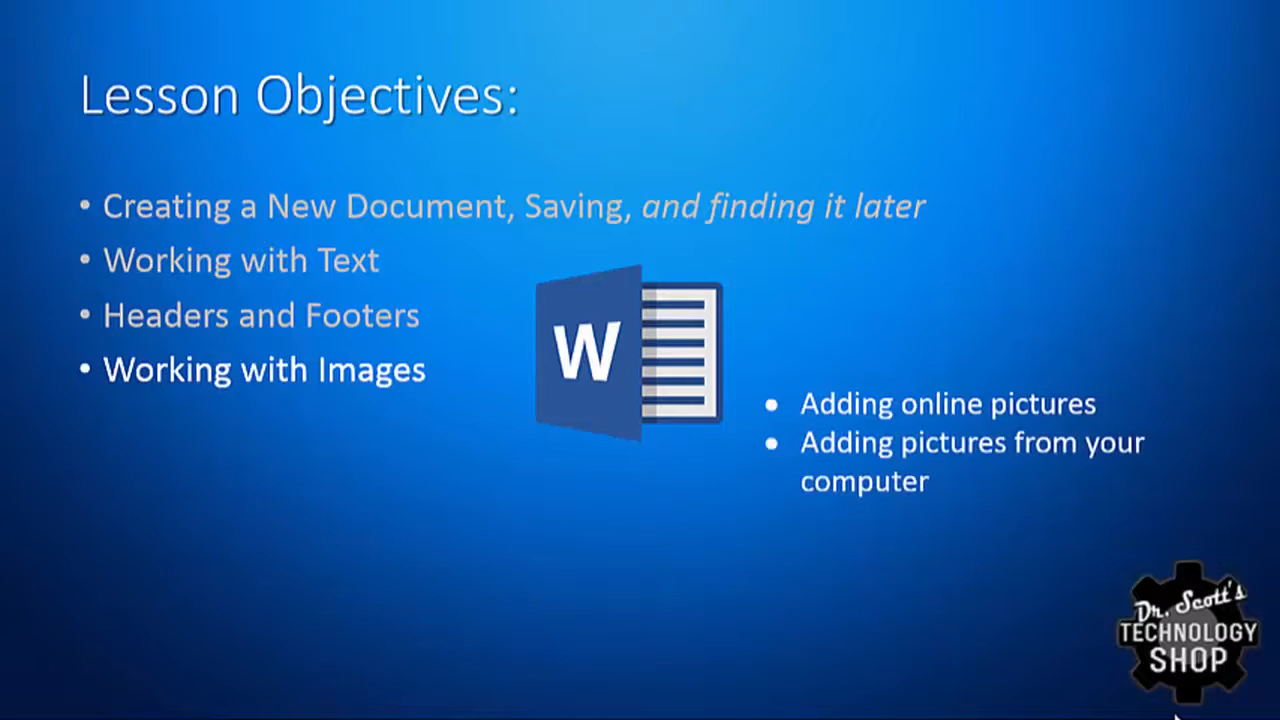 Lesson Objectives:
• Creating a New Document, Saving, and finding it later
• Working with Text
• Headers and Footers
• Working with Images
W
● Adding online pictures
● Adding pictures from your
computer
Dr. Scott's
TECHNOLOGY
SHOP